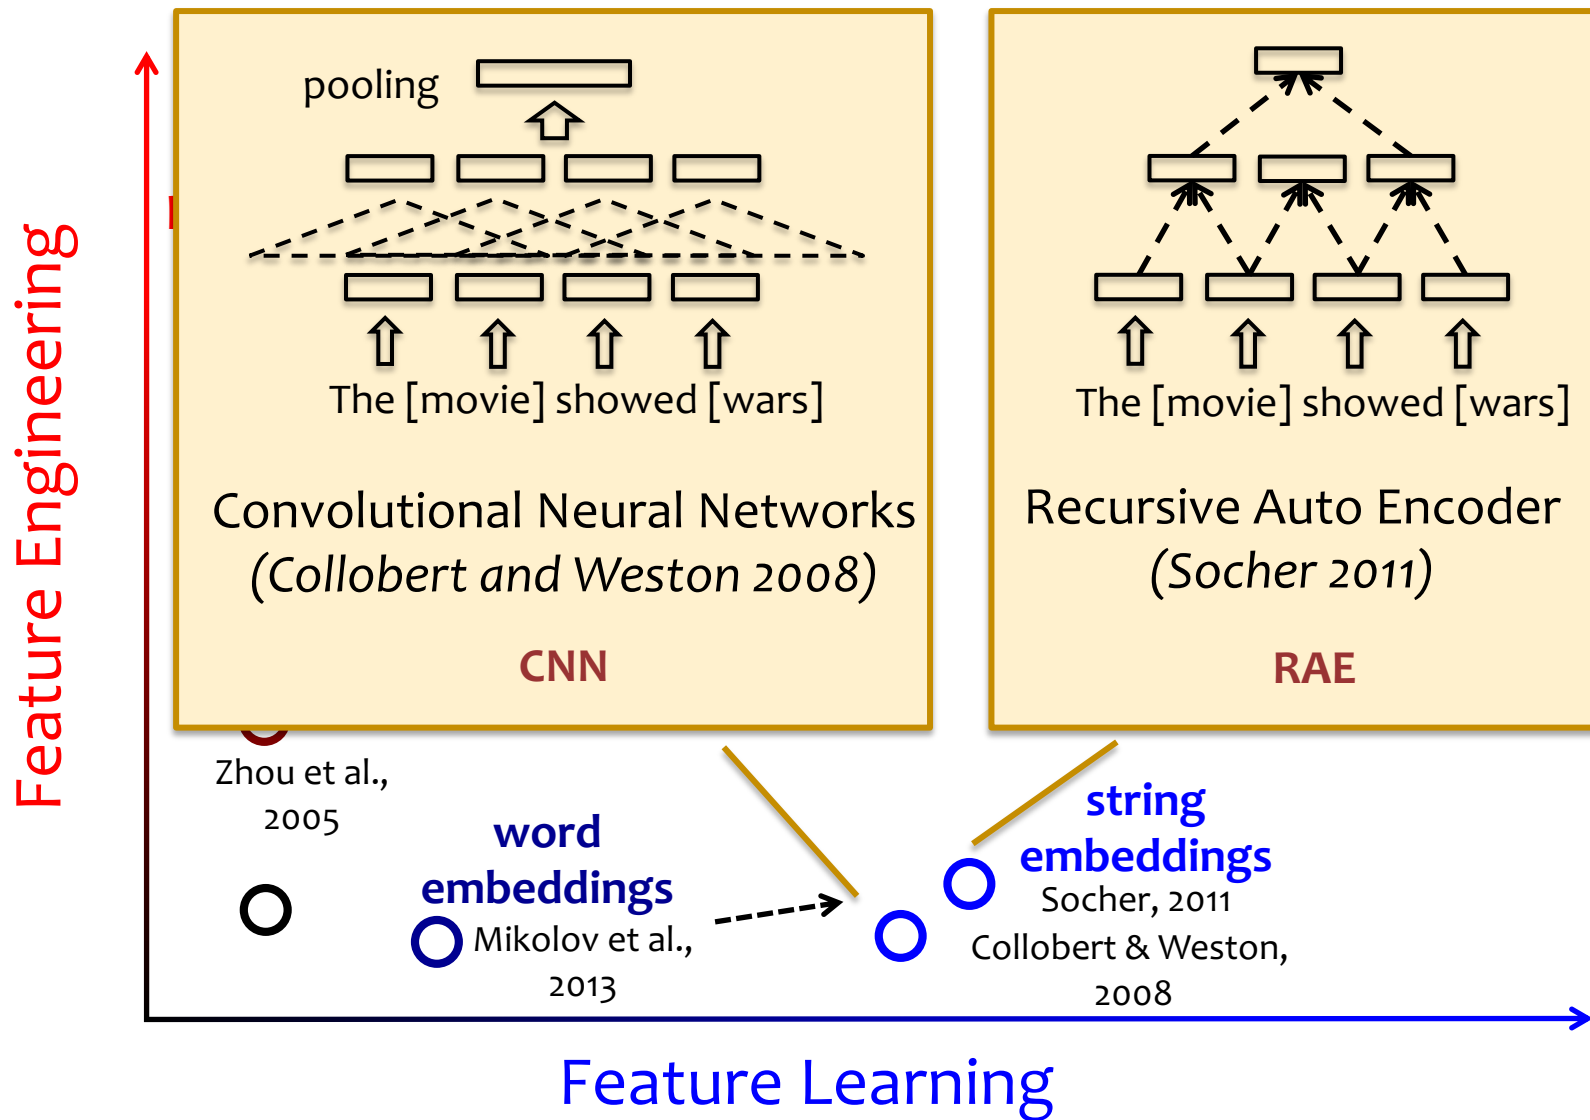 Feature Engineering
pooling
The [movie] showed [wars]
Convolutional Neural Networks
(Collobert and Weston 2008)
CNN
The [movie] showed [wars]
Recursive Auto Encoder
(Socher 2011)
RAE
Zhou et al.,
2005
word
embeddings
Mikolov et al.,
2013
string
embeddings
Socher, 2011
Collobert & Weston,
2008
Feature Learning